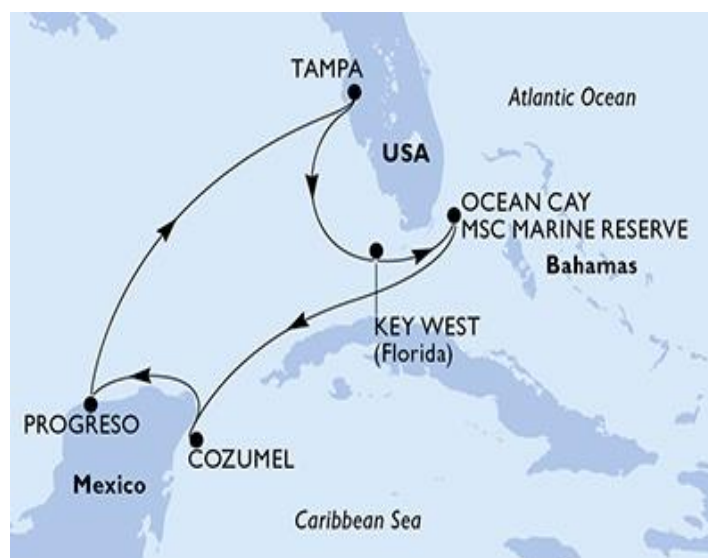 TAMPA
Atlantic Ocean
USA
OCEAN CAY
MSC MARINE RESERVE
Bahamas
KEY WEST
(Florida)
PROGRESO
COZUMEL
Mexico
Caribbean Sea